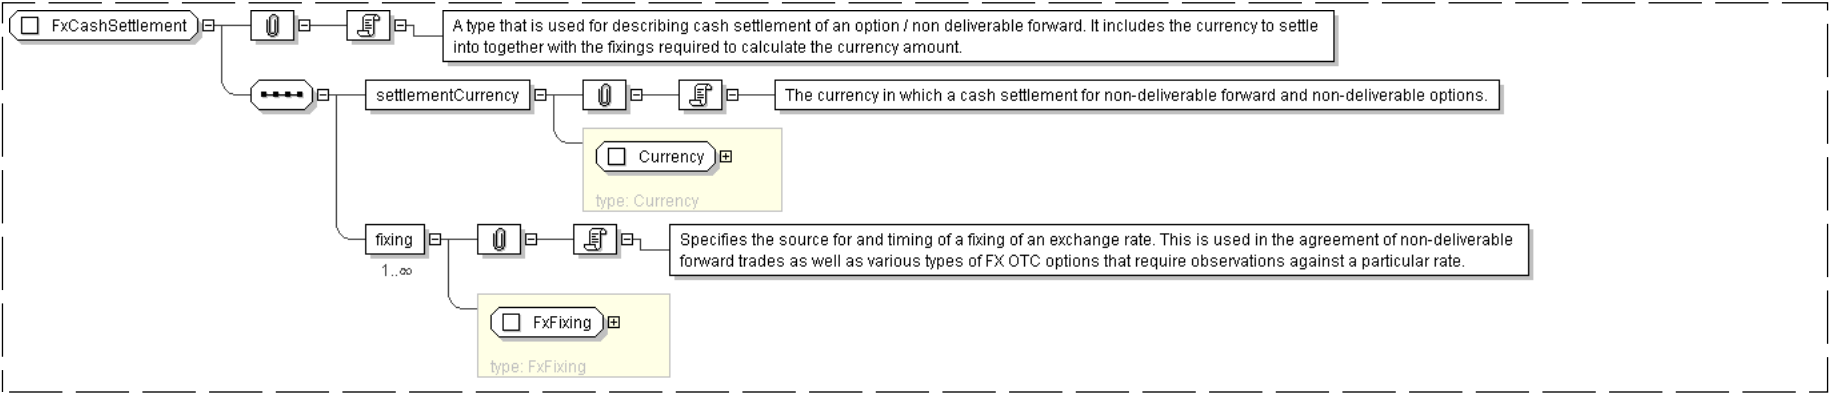 FxCashSettlement
A type that is used for describing cash settlement of an option / non deliverable forward. It includes the currency to settle
into together with the fixings required to calculate the currency amount.
settlementCurrency
The currency in which a cash settlement for non-deliverable forward and non-deliverable options.
Currency
type: Currency
fixing
1..∞
Specifies the source for and timing of a fixing of an exchange rate. This is used in the agreement of non-deliverable
forward trades as well as various types of FX OTC options that require observations against a particular rate.
FxFixing
type: FxFixing